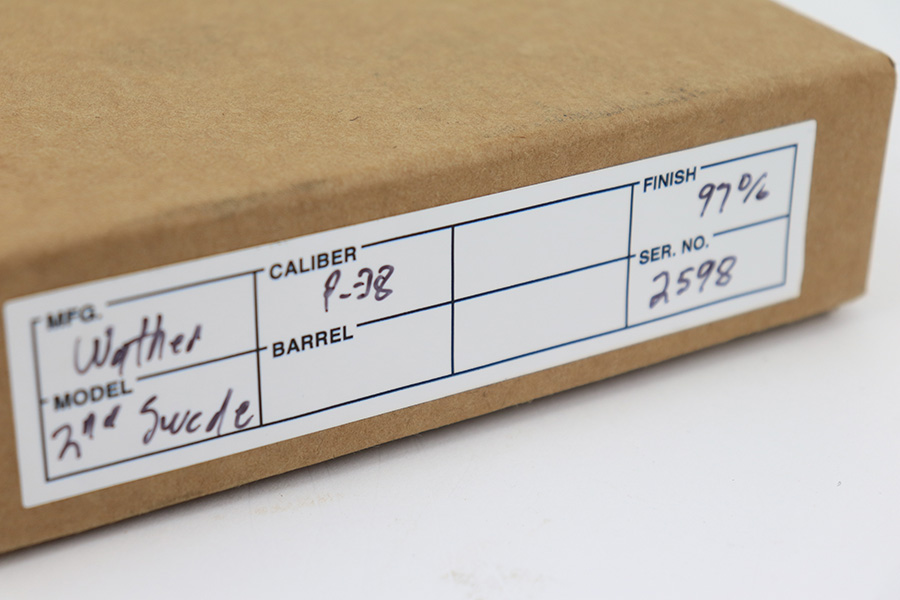 MFG.
Walther
MODEL
2nd Swede
CALIBER
P-38
BARREL
FINISH
97%
SER. NO.
2598